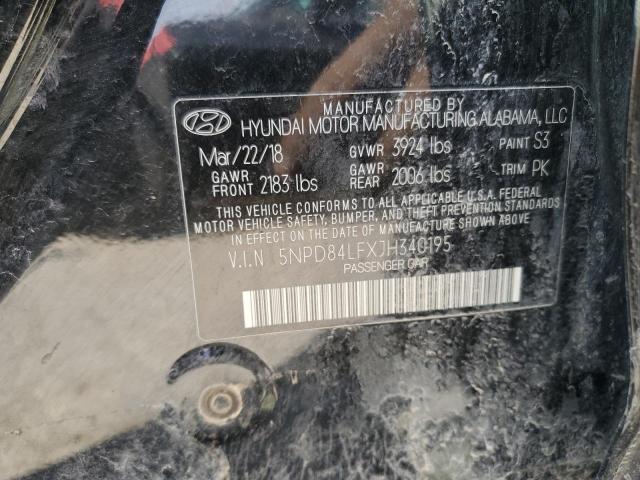 MANUFACTURED BY
HYUNDAI MOTOR MANUFACTURING ALABAMA, LLC
Mar/22/18 GVWR 3924 lbs PAINT S3
GAWR FRONT 2183 lbs GAWR REAR 2006 lbs TRIM PK
THIS VEHICLE CONFORMS TO ALL APPLICABLE U.S.A. FEDERAL
MOTOR VEHICLE SAFETY, BUMPER, AND THEFT PREVENTION STANDARDS
IN EFFECT ON THE DATE OF MANUFACTURE SHOWN ABOVE.
V.I.N 5NPD84LFXJH340195
PASSENGER CAR